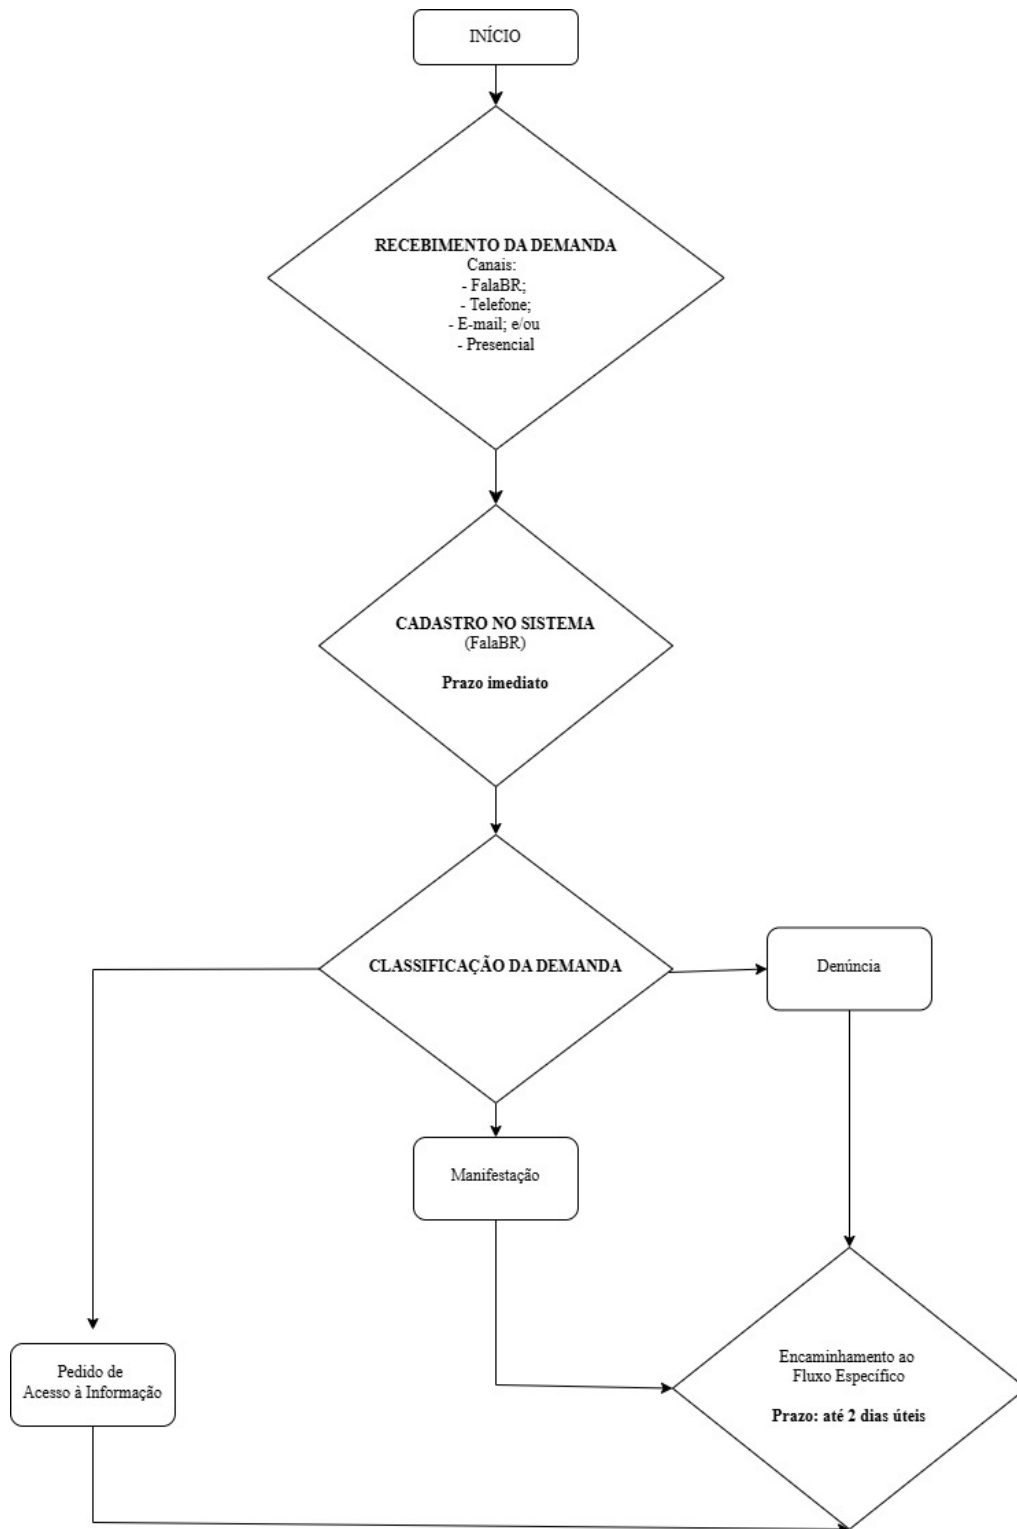 INÍCIO
RECEBIMENTO DA DEMANDA
Canais:
- FalaBR;
- Telefone;
- E-mail; e/ou
- Presencial
CADASTRO NO SISTEMA
(FalaBR)
Prazo imediato
CLASSIFICAÇÃO DA DEMANDA
Denúncia
Manifestação
Pedido de
Acesso à Informação
Encaminhamento ao
Fluxo Específico
Prazo: até 2 dias úteis